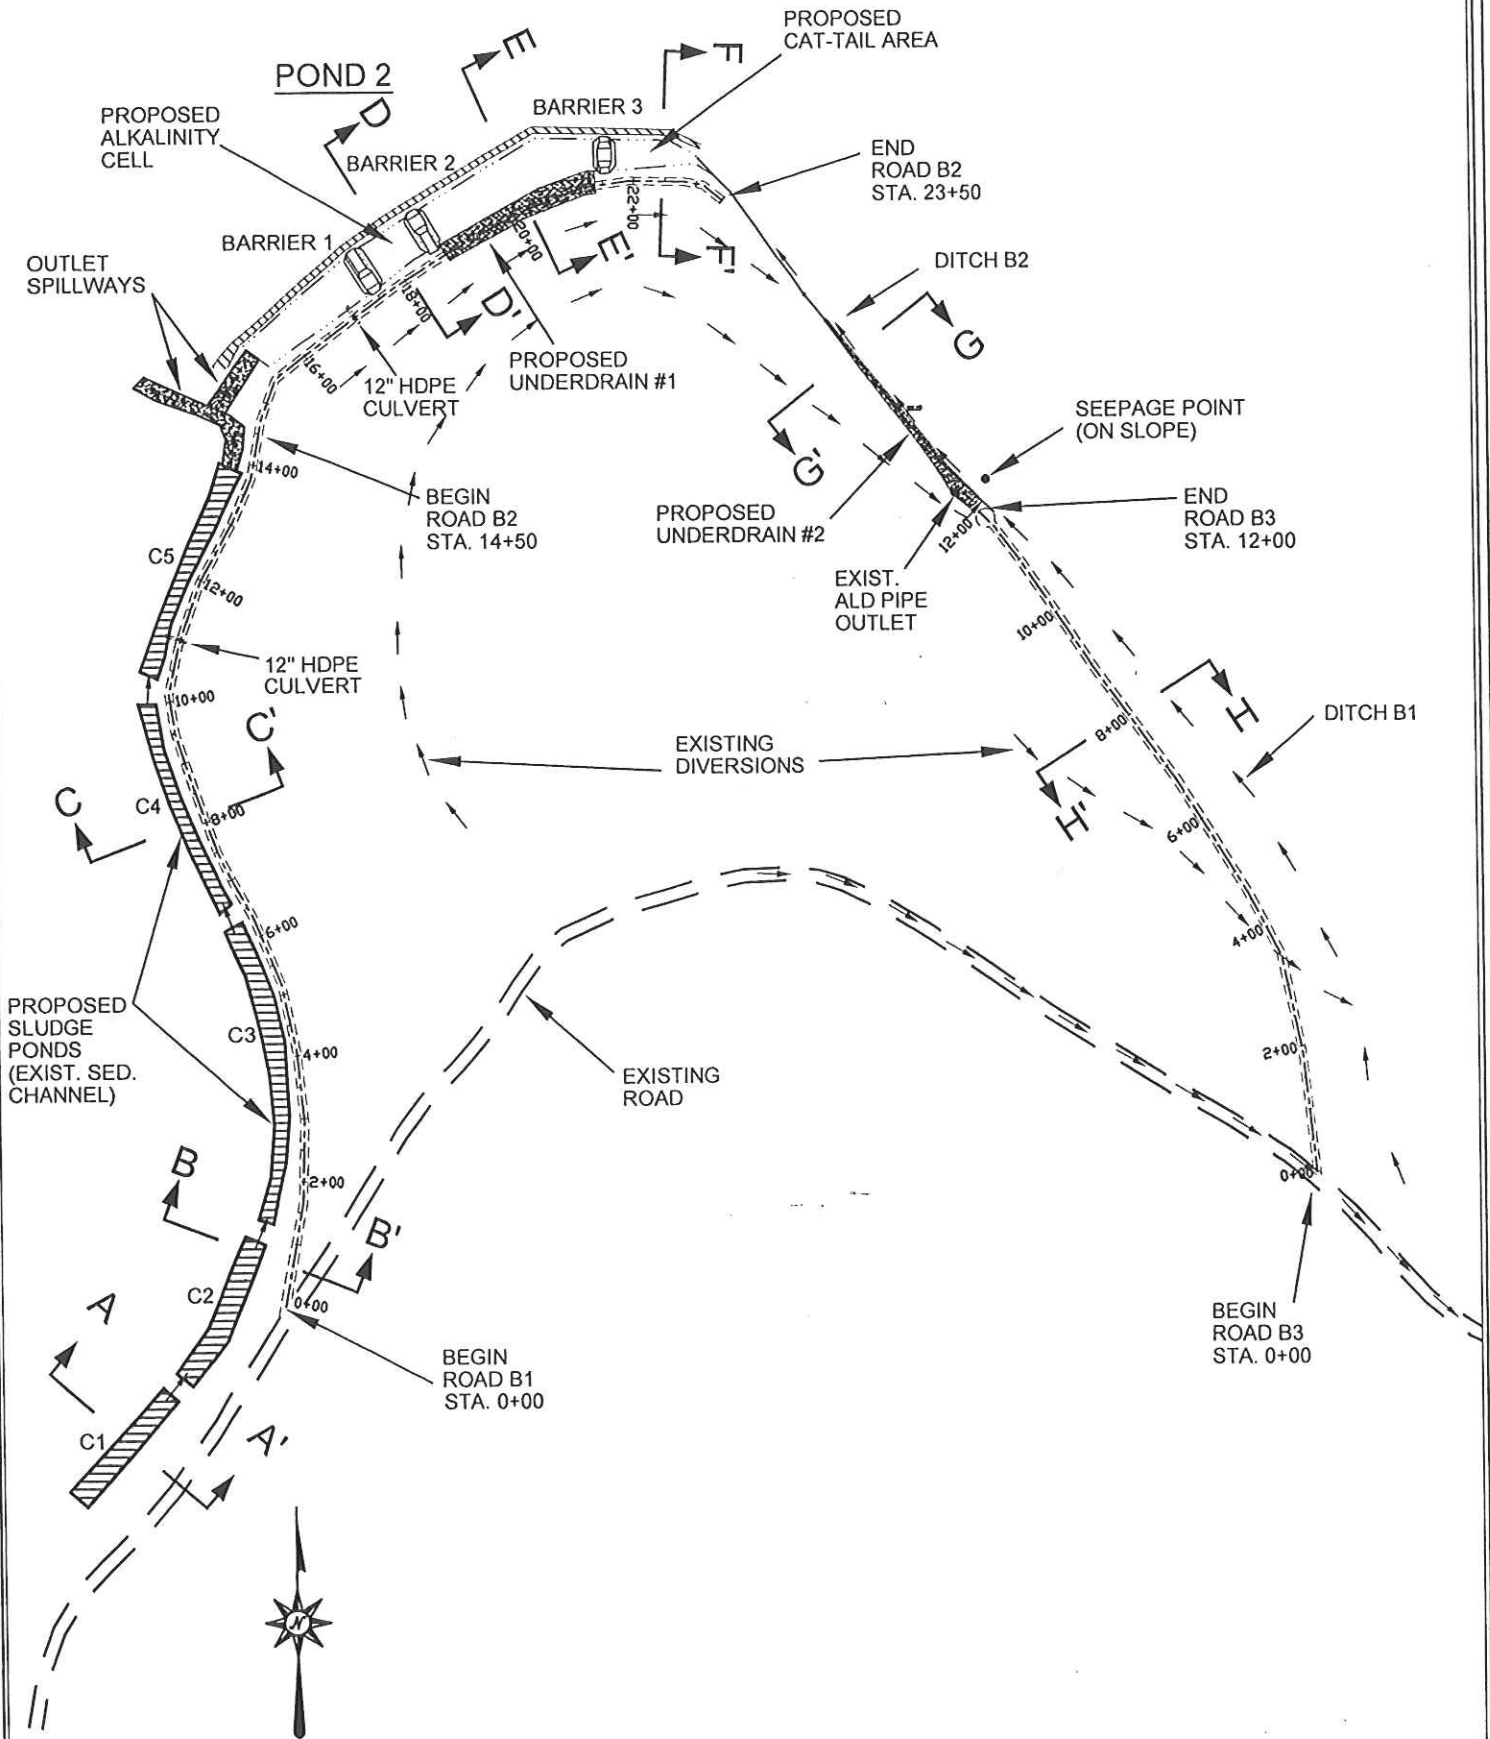 PROPOSED
CAT-TAIL AREA
E
F
POND 2
PROPOSED
ALKALINITY
CELL
D
BARRIER 3
BARRIER 2
END
ROAD B2
STA. 23+50
BARRIER 1
OUTLET
SPILLWAYS
22+00
20+00
E'
F'
DITCH B2
18+00
D'
G
16+00
12" HDPE
CULVERT
PROPOSED
UNDERDRAIN #1
SEEPAGE POINT
(ON SLOPE)
G'
14+00
BEGIN
ROAD B2
STA. 14+50
PROPOSED
UNDERDRAIN #2
END
ROAD B3
STA. 12+00
12+00
C5
EXIST.
ALD PIPE
OUTLET
12+00
10+00
12" HDPE
CULVERT
10+00
C'
H
DITCH B1
8+00
EXISTING
DIVERSIONS
C
C4
8+00
H'
6+00
6+00
4+00
PROPOSED
SLUDGE
PONDS
(EXIST. SED.
CHANNEL)
C3
4+00
2+00
EXISTING
ROAD
B
2+00
0+00
B'
C2
0+00
A
BEGIN
ROAD B3
STA. 0+00
BEGIN
ROAD B1
STA. 0+00
C1
A'
N